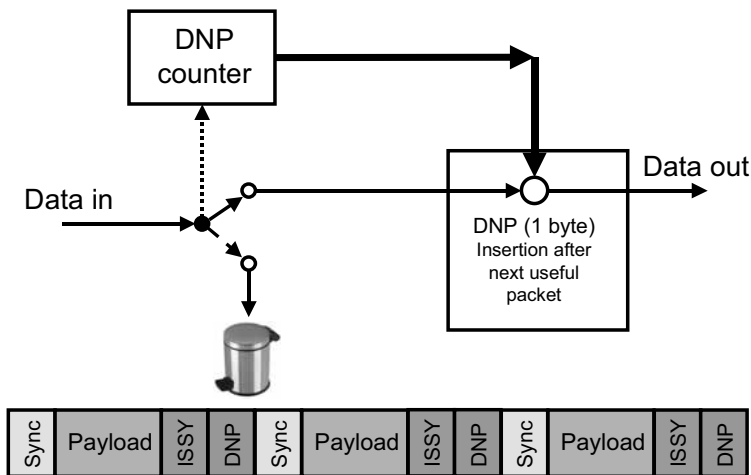 DNP
counter
Data in
Data out
DNP (1 byte)
Insertion after
next useful
packet
Sync Payload ISSY DNP Sync Payload ISSY DNP Sync Payload ISSY DNP